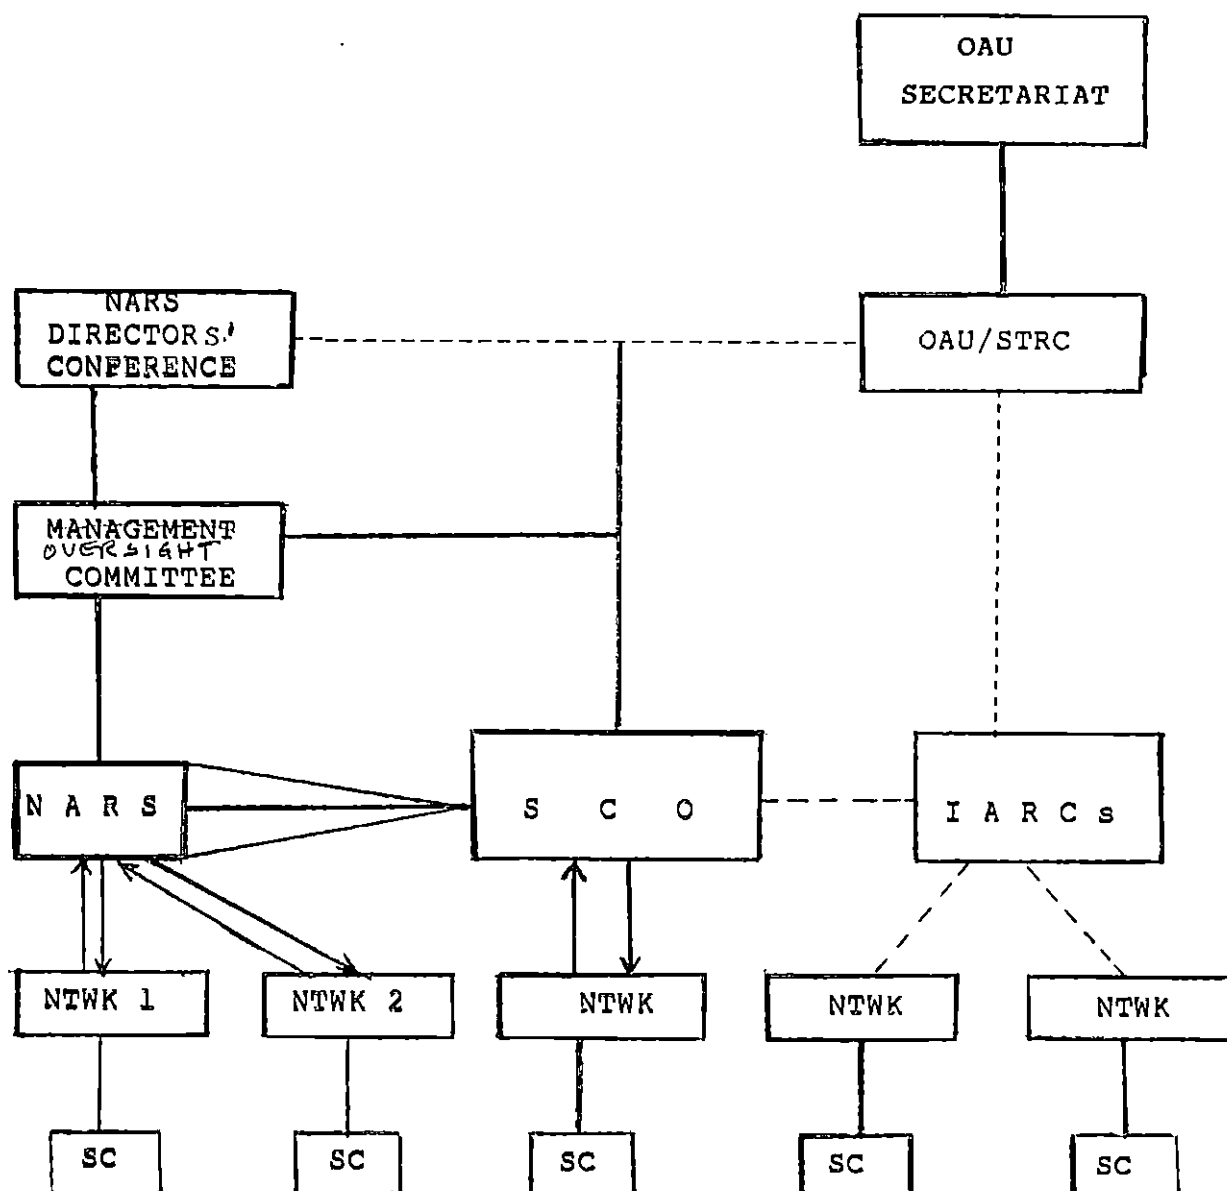 OAU
SECRETARIAT
NARS
DIRECTORS'
CONFERENCE
OAU/STRC
MANAGEMENT
OVERSIGHT
COMMITTEE
N A R S
S C O
I A R C s
NTWK 1
NTWK 2
NTWK
NTWK
NTWK
SC
SC
SC
SC
SC